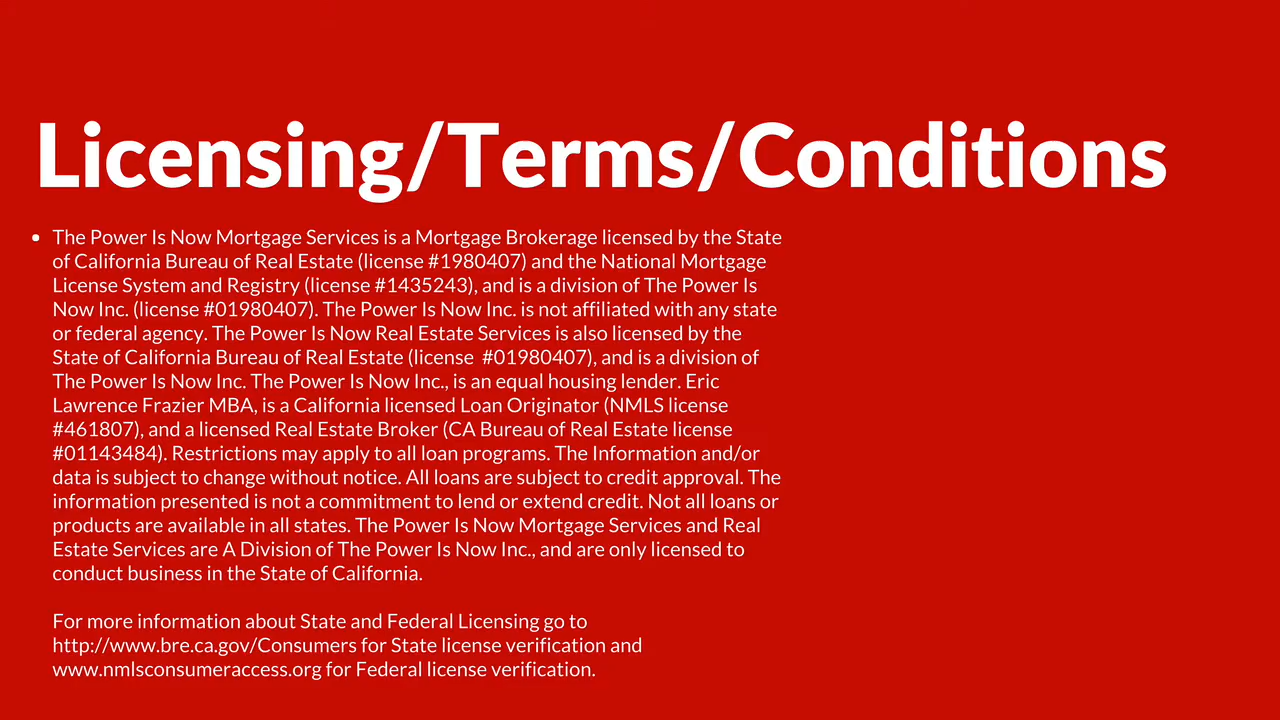 Licensing/Terms/Conditions
• The Power Is Now Mortgage Services is a Mortgage Brokerage licensed by the State
of California Bureau of Real Estate (license #1980407) and the National Mortgage
License System and Registry (license #1435243), and is a division of The Power Is
Now Inc. (license #01980407). The Power Is Now Inc. is not affiliated with any state
or federal agency. The Power Is Now Real Estate Services is also licensed by the
State of California Bureau of Real Estate (license  #01980407), and is a division of
The Power Is Now Inc. The Power Is Now Inc., is an equal housing lender. Eric
Lawrence Frazier MBA, is a California licensed Loan Originator (NMLS license
#461807), and a licensed Real Estate Broker (CA Bureau of Real Estate license
#01143484). Restrictions may apply to all loan programs. The Information and/or
data is subject to change without notice. All loans are subject to credit approval. The
information presented is not a commitment to lend or extend credit. Not all loans or
products are available in all states. The Power Is Now Mortgage Services and Real
Estate Services are A Division of The Power Is Now Inc., and are only licensed to
conduct business in the State of California.
For more information about State and Federal Licensing go to
http://www.bre.ca.gov/Consumers for State license verification and
www.nmlsconsumeraccess.org for Federal license verification.